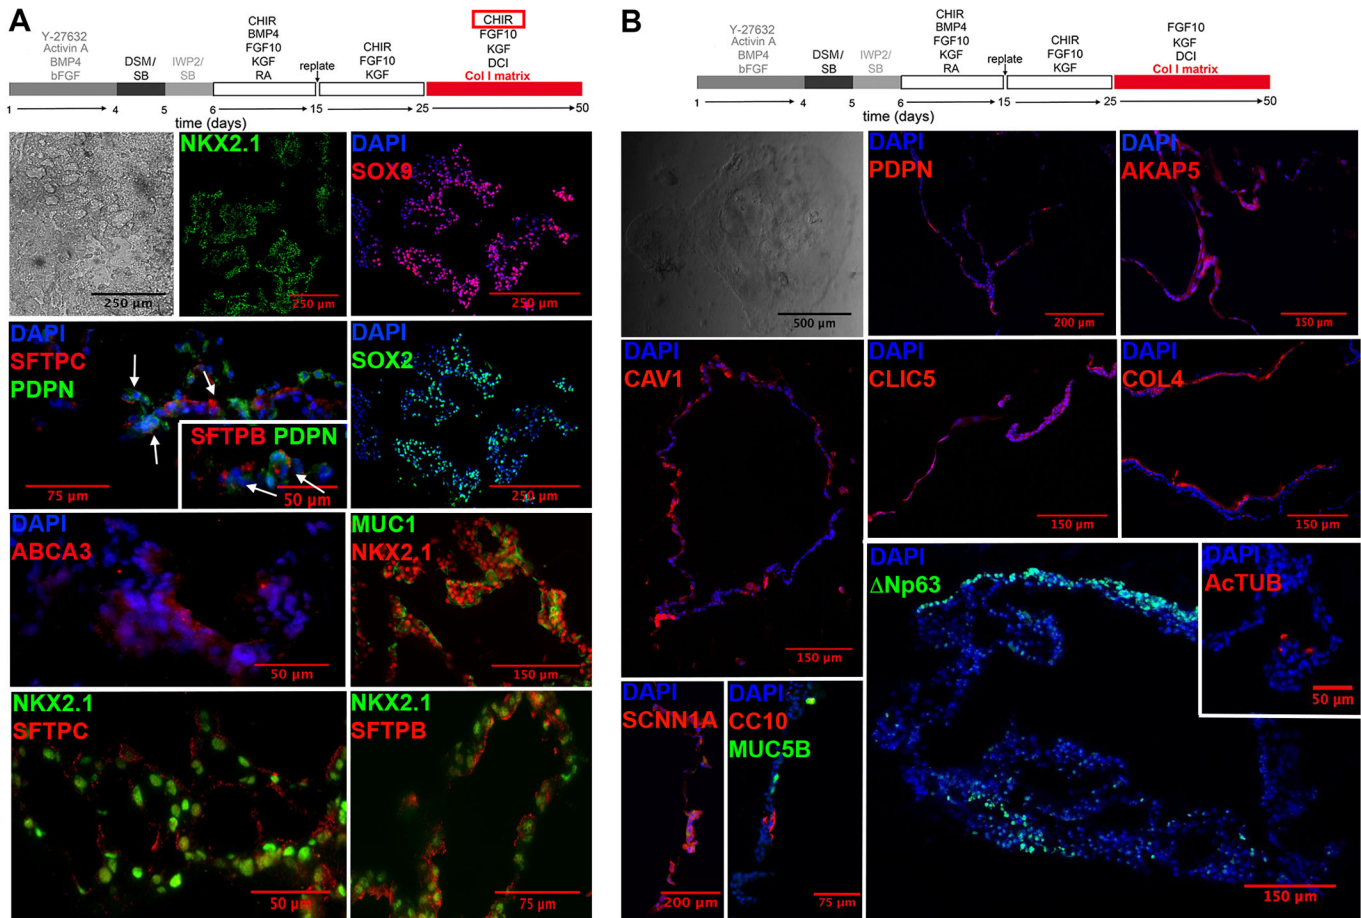 A
Y-27632
Activin A
BMP4
bFGF
DSM/
SB
IWP2/
SB
CHIR
BMP4
FGF10
KGF
RA
replate
CHIR
FGF10
KGF
CHIR
FGF10
KGF
DCI
Col I matrix
1 4 5 6 15 25 50
time (days)
250 µm
NKX2.1
250 µm
DAPI
SOX9
250 µm
DAPI
SFTPC
PDPN
75 µm
SFTPB PDPN
50 µm
DAPI
SOX2
250 µm
DAPI
ABCA3
50 µm
MUC1
NKX2.1
150 µm
NKX2.1
SFTPC
50 µm
NKX2.1
SFTPB
75 µm
B
Y-27632
Activin A
BMP4
bFGF
DSM/
SB
IWP2/
SB
CHIR
BMP4
FGF10
KGF
RA
replate
CHIR
FGF10
KGF
FGF10
KGF
DCI
Col I matrix
1 4 5 6 15 25 50
time (days)
500 µm
DAPI
PDPN
200 µm
DAPI
AKAP5
150 µm
DAPI
CAV1
150 µm
DAPI
CLIC5
150 µm
DAPI
COL4
150 µm
DAPI
SCNN1A
200 µm
DAPI
CC10
MUC5B
75 µm
DAPI
ΔNp63
150 µm
DAPI
AcTUB
50 µm